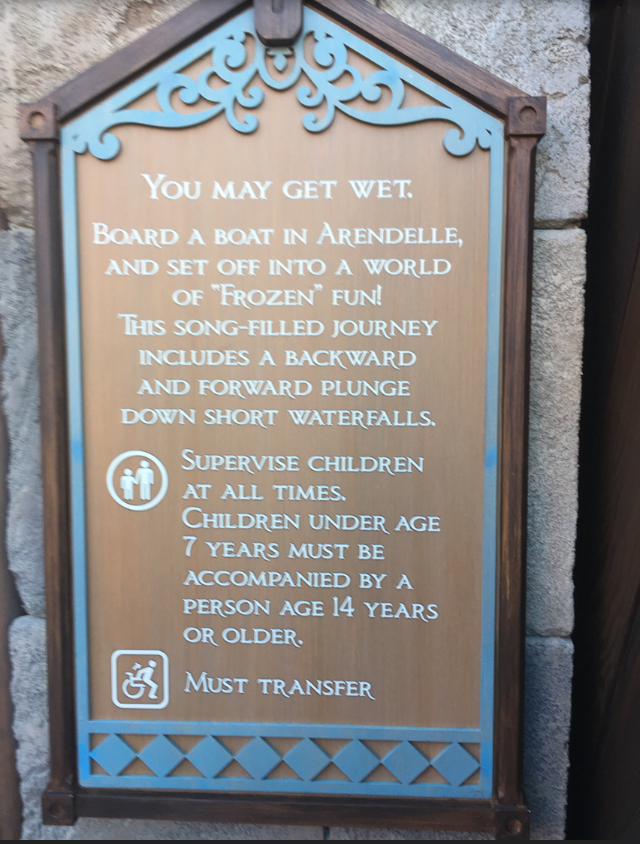 You may get wet.
Board a boat in Arendelle,
and set off into a world
of "Frozen" fun!
This song-filled journey
includes a backward
and forward plunge
down short waterfalls.
Supervise children
at all times.
Children under age
7 years must be
accompanied by a
person age 14 years
or older.
Must transfer